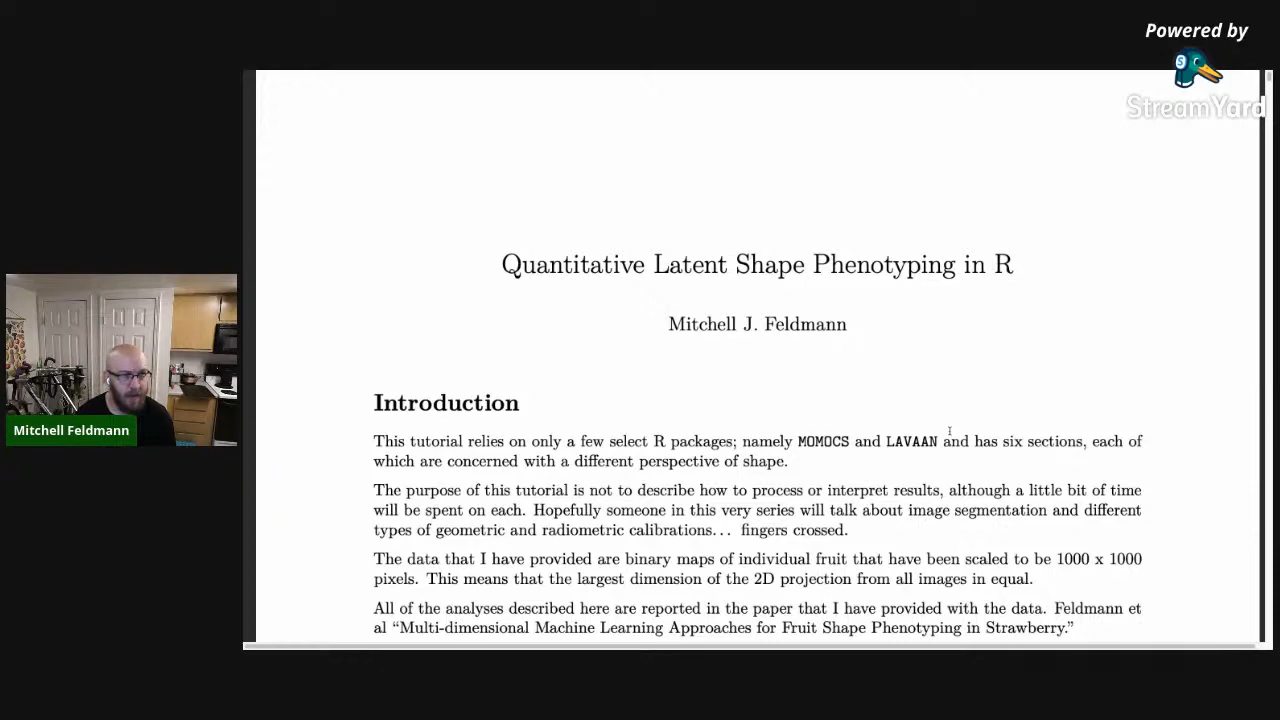 Powered by
StreamYard
Quantitative Latent Shape Phenotyping in R
Mitchell J. Feldmann
Introduction
This tutorial relies on only a few select R packages; namely MOMOCS and LAVAAN and has six sections, each of
which are concerned with a different perspective of shape.
The purpose of this tutorial is not to describe how to process or interpret results, although a little bit of time
will be spent on each. Hopefully someone in this very series will talk about image segmentation and different
types of geometric and radiometric calibrations... fingers crossed.
The data that I have provided are binary maps of individual fruit that have been scaled to be 1000 x 1000
pixels. This means that the largest dimension of the 2D projection from all images in equal.
All of the analyses described here are reported in the paper that I have provided with the data. Feldmann et
al “Multi-dimensional Machine Learning Approaches for Fruit Shape Phenotyping in Strawberry.”
Mitchell Feldmann